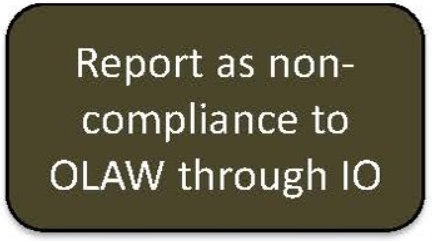 Report as non-
compliance to
OLAW through IO